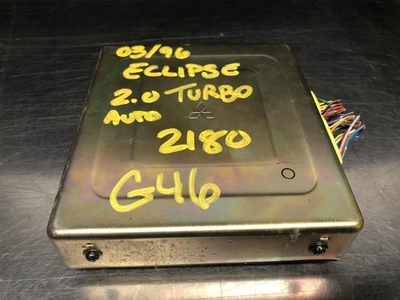 03/96
ECLIPSE
2.0 TURBO
AUTO
2180
G46